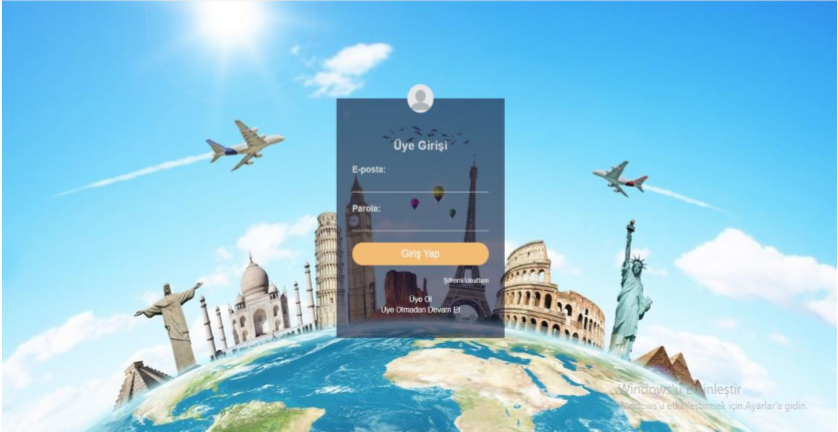 Üye Girişi
E-posta:
Parola:
Giriş Yap
Şifremi Unuttum
Üye Ol
Üye Olmadan Devam Et
Windows'u Etkinleştir
Windows'u etkinleştirmek için Ayarlar'a gidin.